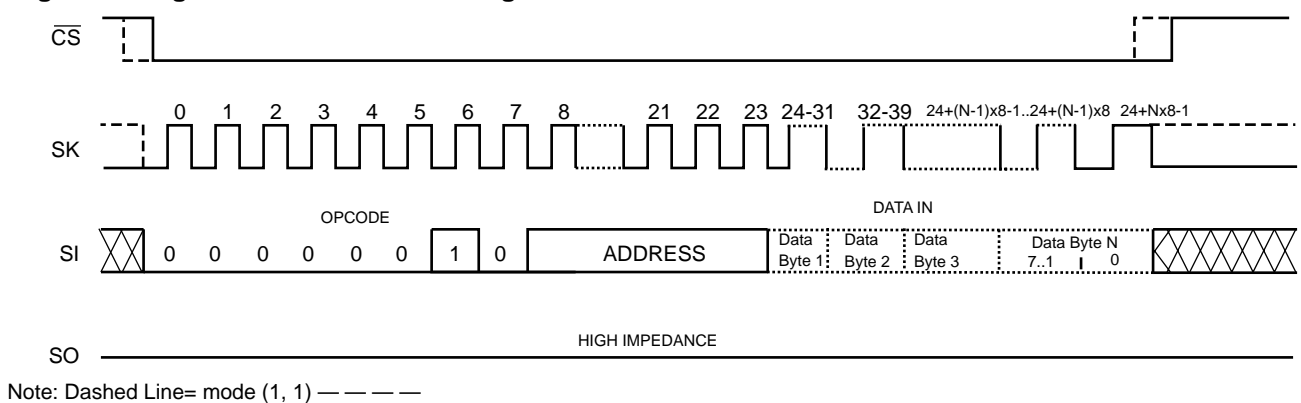 CS
0 1 2 3 4 5 6 7 8 21 22 23 24-31 32-39 24+(N-1)x8-1..24+(N-1)x8 24+Nx8-1
SK
OPCODE DATA IN
SI 0 0 0 0 0 0 1 0 ADDRESS Data Byte 1 Data Byte 2 Data Byte 3 Data Byte N 7..1 0
HIGH IMPEDANCE
SO
Note: Dashed Line= mode (1, 1) — — — —